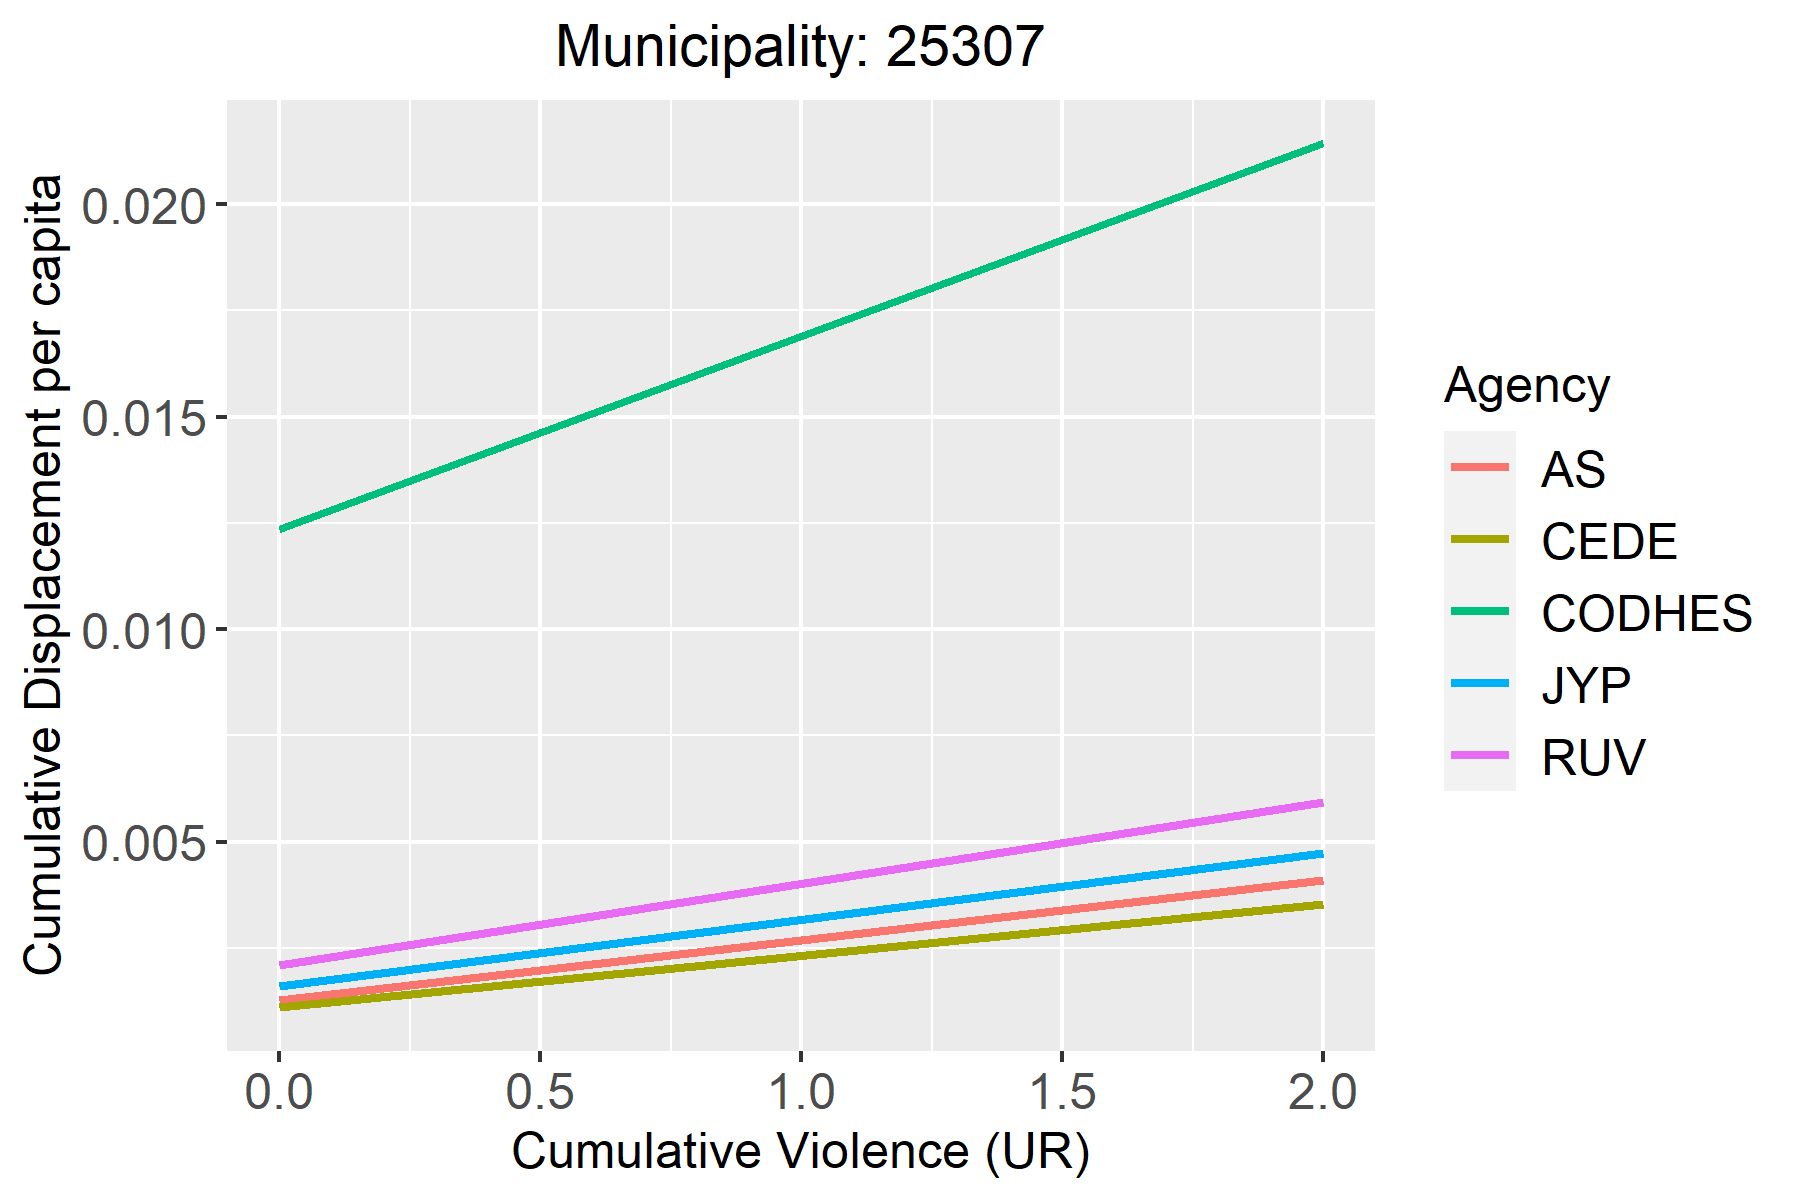 Municipality: 25307
Cumulative Displacement per capita
0.020
0.015
0.010
0.005
0.0 0.5 1.0 1.5 2.0
Cumulative Violence (UR)
Agency
AS
CEDE
CODHES
JYP
RUV